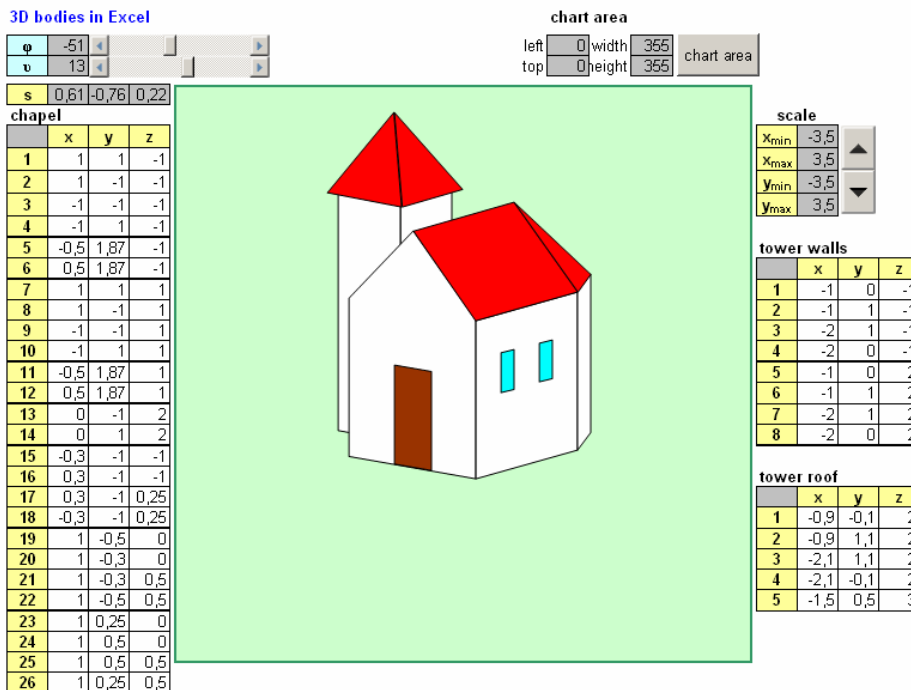 3D bodies in Excel
chart area
φ -51
left 0 width 355
chart area
υ 13
top 0 height 355
s 0,61 -0,76 0,22
chapel
x y z
1 1 1 -1
2 1 -1 -1
3 -1 -1 -1
4 -1 1 -1
5 -0,5 1,87 -1
6 0,5 1,87 -1
7 1 1 1
8 1 -1 1
9 -1 -1 1
10 -1 1 1
11 -0,5 1,87 1
12 0,5 1,87 1
13 0 -1 2
14 0 1 2
15 -0,3 -1 -1
16 0,3 -1 -1
17 0,3 -1 0,25
18 -0,3 -1 0,25
19 1 -0,5 0
20 1 -0,3 0
21 1 -0,3 0,5
22 1 -0,5 0,5
23 1 0,25 0
24 1 0,5 0
25 1 0,5 0,5
26 1 0,25 0,5
scale
xmin -3,5
xmax 3,5
ymin -3,5
ymax 3,5
tower walls
x y z
1 -1 0 -
2 -1 1 -
3 -2 1 -
4 -2 0 -
5 -1 0 2
6 -1 1 2
7 -2 1 2
8 -2 0 2
tower roof
x y z
1 -0,9 -0,1 2
2 -0,9 1,1 2
3 -2,1 1,1 2
4 -2,1 -0,1 2
5 -1,5 0,5 3